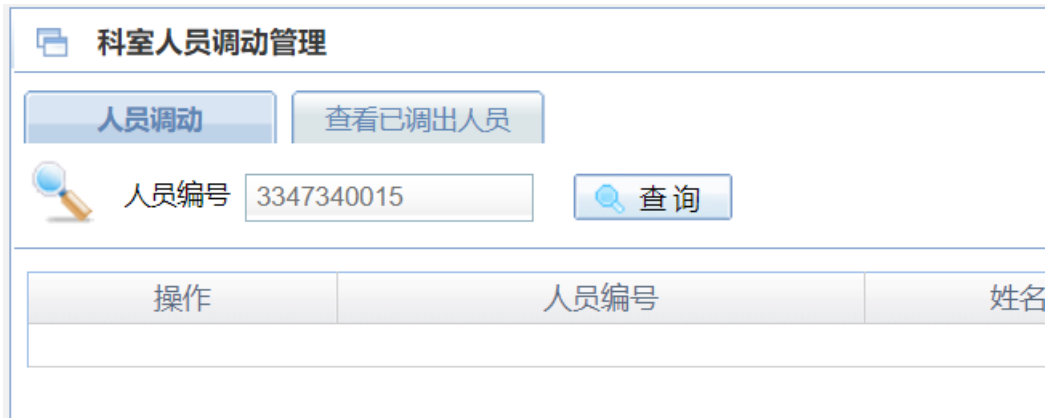 科室人员调动管理
人员调动 查看已调出人员
人员编号 3347340015 查询
操作 人员编号 姓名